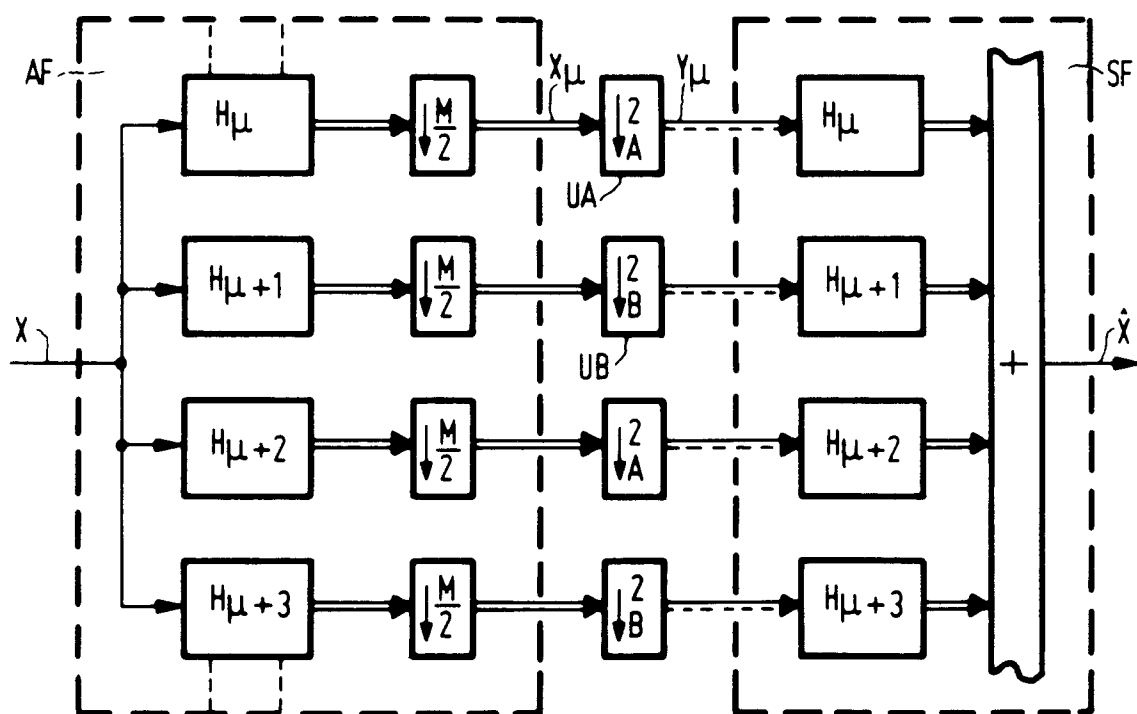 AF
Hμ
↓M/2
Xμ
↓2 A
UA
Yμ
Hμ
SF
Hμ+1
↓M/2
↓2 B
UB
Hμ+1
X
+
X̂
Hμ+2
↓M/2
↓2 A
Hμ+2
Hμ+3
↓M/2
↓2 B
Hμ+3